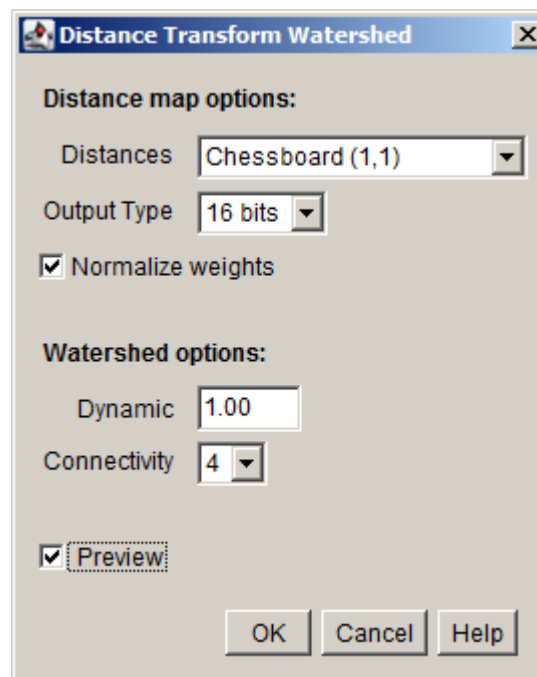 Distance Transform Watershed
Distance map options:
Distances Chessboard (1,1)
Output Type 16 bits
Normalize weights
Watershed options:
Dynamic 1.00
Connectivity 4
Preview
OK Cancel Help